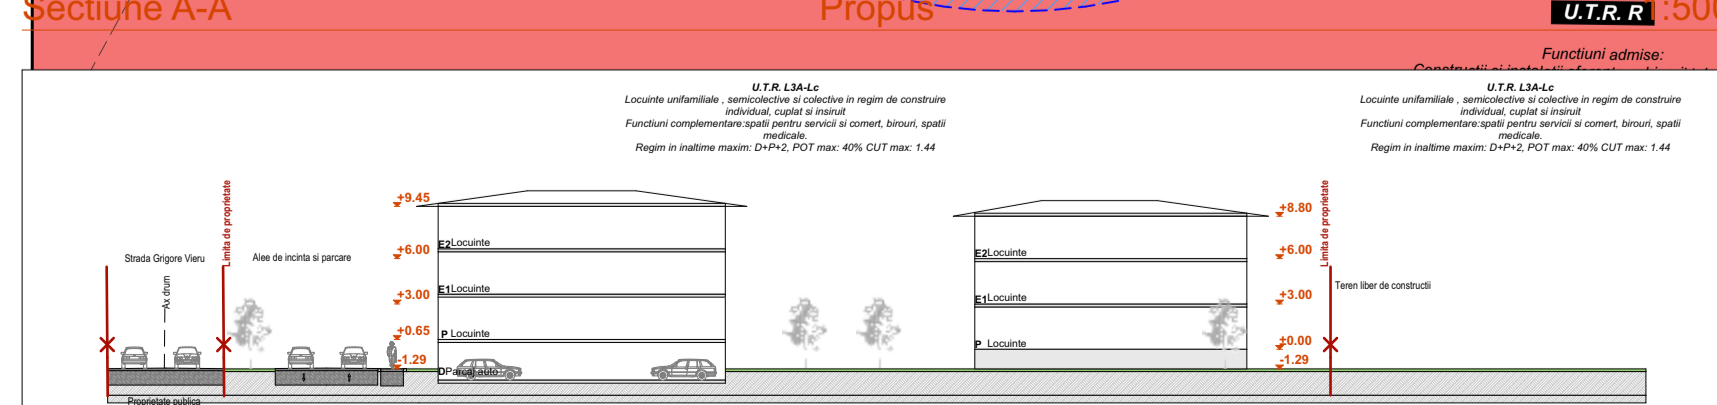 Sectiune A-A
Propus
U.T.R. R
1:500
Functiuni admise:
U.T.R. L3A-Lc
Locuinte unifamiliale , semicolective si colective in regim de construire
individual, cuplat si insiruit
Functiuni complementare:spatii pentru servicii si comert, birouri, spatii
medicale.
Regim in inaltime maxim: D+P+2, POT max: 40% CUT max: 1.44
U.T.R. L3A-Lc
Locuinte unifamiliale , semicolective si colective in regim de construire
individual, cuplat si insiruit
Functiuni complementare:spatii pentru servicii si comert, birouri, spatii
medicale.
Regim in inaltime maxim: D+P+2, POT max: 40% CUT max: 1.44
Strada Grigore Vieru
Ax drum
Limita de proprietate
Alee de incinta si parcare
+9.45
+6.00
+3.00
+0.65
-1.29
E2Locuinte
E1Locuinte
P Locuinte
DParcaj auto
E2Locuinte
E1Locuinte
P Locuinte
+8.80
+6.00
+3.00
+0.00
-1.29
Limita de proprietate
Teren liber de constructii
Proprietate publica